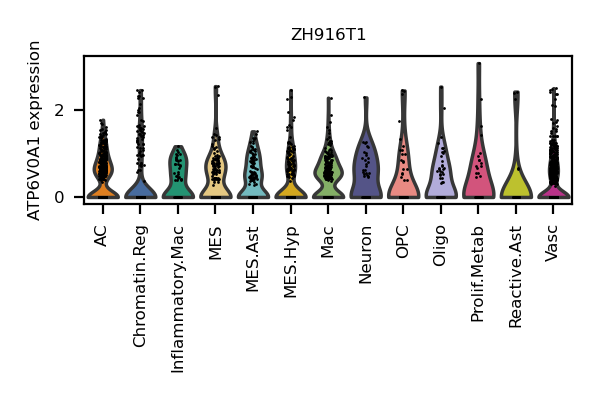 ZH916T1
ATP6V0A1 expression
2
0
AC
Chromatin.Reg
Inflammatory.Mac
MES
MES.Ast
MES.Hyp
Mac
Neuron
OPC
Oligo
Prolif.Metab
Reactive.Ast
Vasc